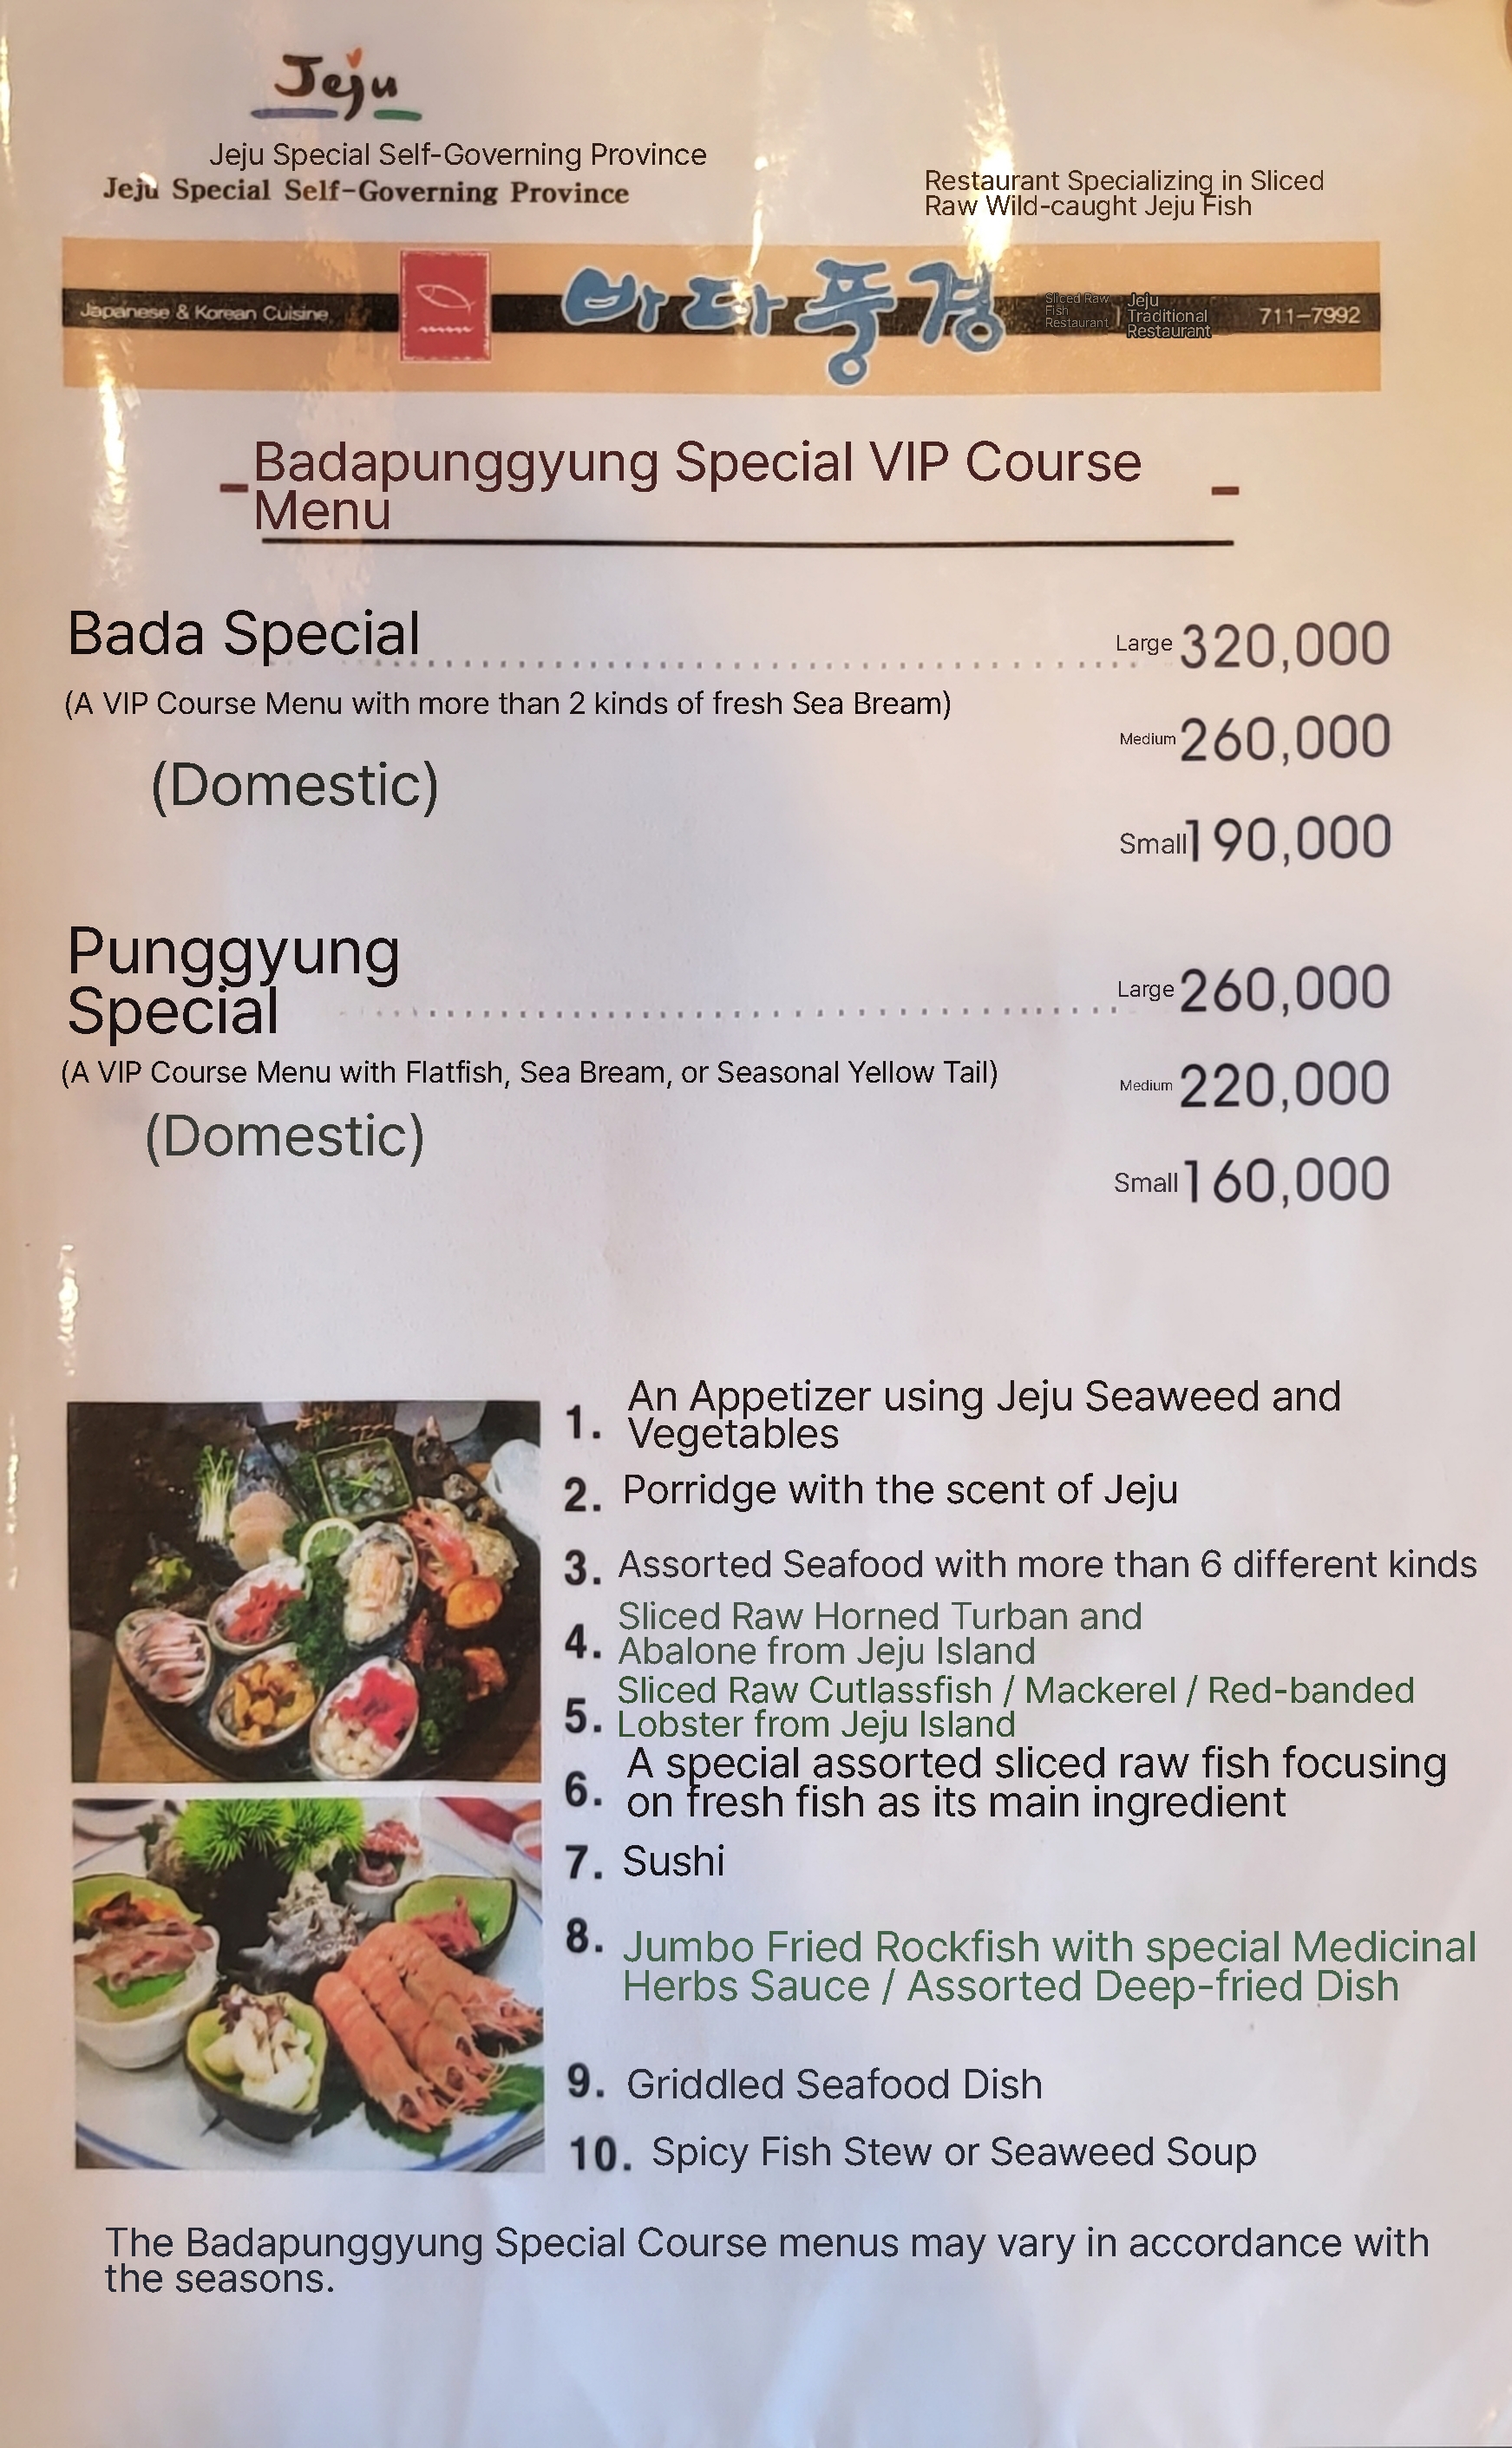 Jeju
Jeju Special Self-Governing Province
Jeju Special Self-Governing Province
Restaurant Specializing in Sliced
Raw Wild-caught Jeju Fish
Japanese & Korean Cuisine
바다풍경
Sliced Raw
Fish
Restaurant
|
Jeju
Traditional
Restaurant
711-7992
-Badapunggyung Special VIP Course
Menu -
Bada Special
Large 320,000
(A VIP Course Menu with more than 2 kinds of fresh Sea Bream)
Medium 260,000
(Domestic)
Small 190,000
Punggyung
Special
Large 260,000
(A VIP Course Menu with Flatfish, Sea Bream, or Seasonal Yellow Tail)
Medium 220,000
(Domestic)
Small 160,000
1. An Appetizer using Jeju Seaweed and
Vegetables
2. Porridge with the scent of Jeju
3. Assorted Seafood with more than 6 different kinds
4. Sliced Raw Horned Turban and
Abalone from Jeju Island
5. Sliced Raw Cutlassfish / Mackerel / Red-banded
Lobster from Jeju Island
6. A special assorted sliced raw fish focusing
on fresh fish as its main ingredient
7. Sushi
8. Jumbo Fried Rockfish with special Medicinal
Herbs Sauce / Assorted Deep-fried Dish
9. Griddled Seafood Dish
10. Spicy Fish Stew or Seaweed Soup
The Badapunggyung Special Course menus may vary in accordance with
the seasons.